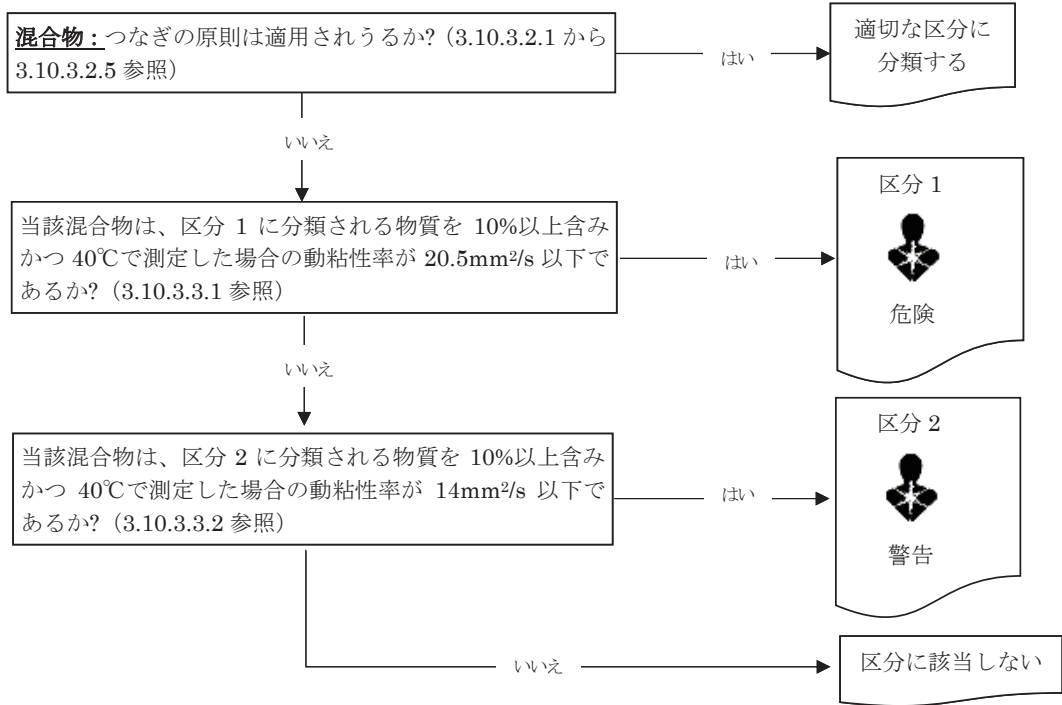 混合物：つなぎの原則は適用されうるか? (3.10.3.2.1 から
3.10.3.2.5 参照)
はい
適切な区分に
分類する
いいえ
当該混合物は、区分 1 に分類される物質を 10%以上含み
かつ 40℃で測定した場合の動粘性率が 20.5mm²/s 以下で
あるか? (3.10.3.3.1 参照)
はい
区分 1
危険
いいえ
当該混合物は、区分 2 に分類される物質を 10%以上含み
かつ 40℃で測定した場合の動粘性率が 14mm²/s 以下で
あるか? (3.10.3.3.2 参照)
はい
区分 2
警告
いいえ
区分に該当しない